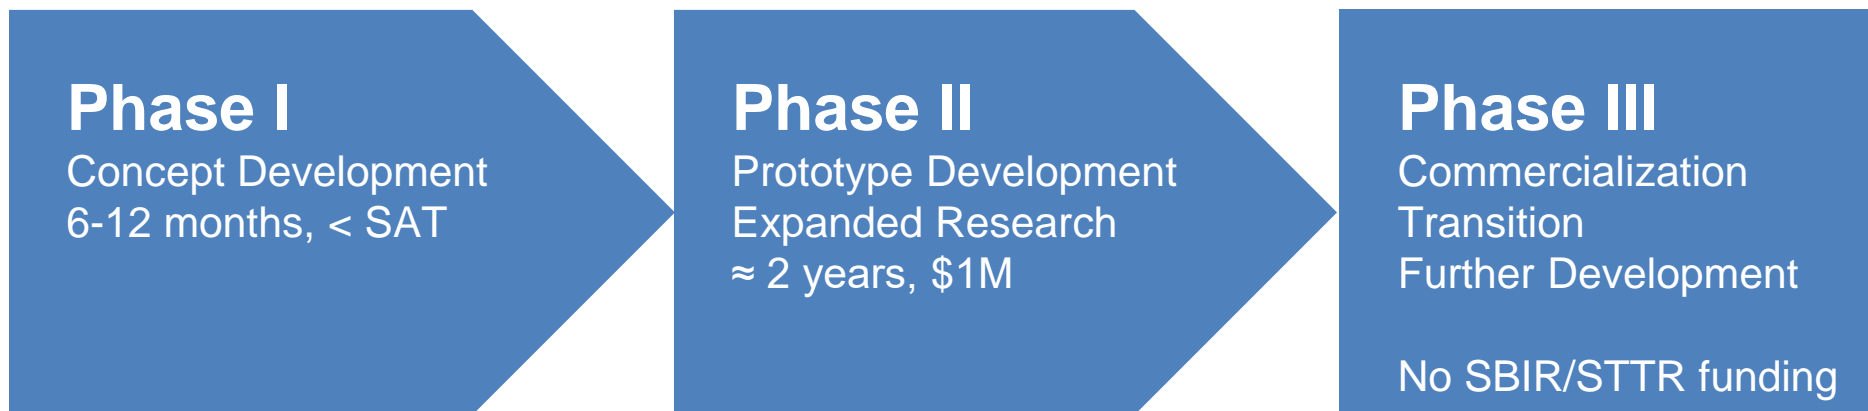 Phase I
Concept Development
6-12 months, < SAT
Phase II
Prototype Development
Expanded Research
≈ 2 years, $1M
Phase III
Commercialization
Transition
Further Development
No SBIR/STTR funding